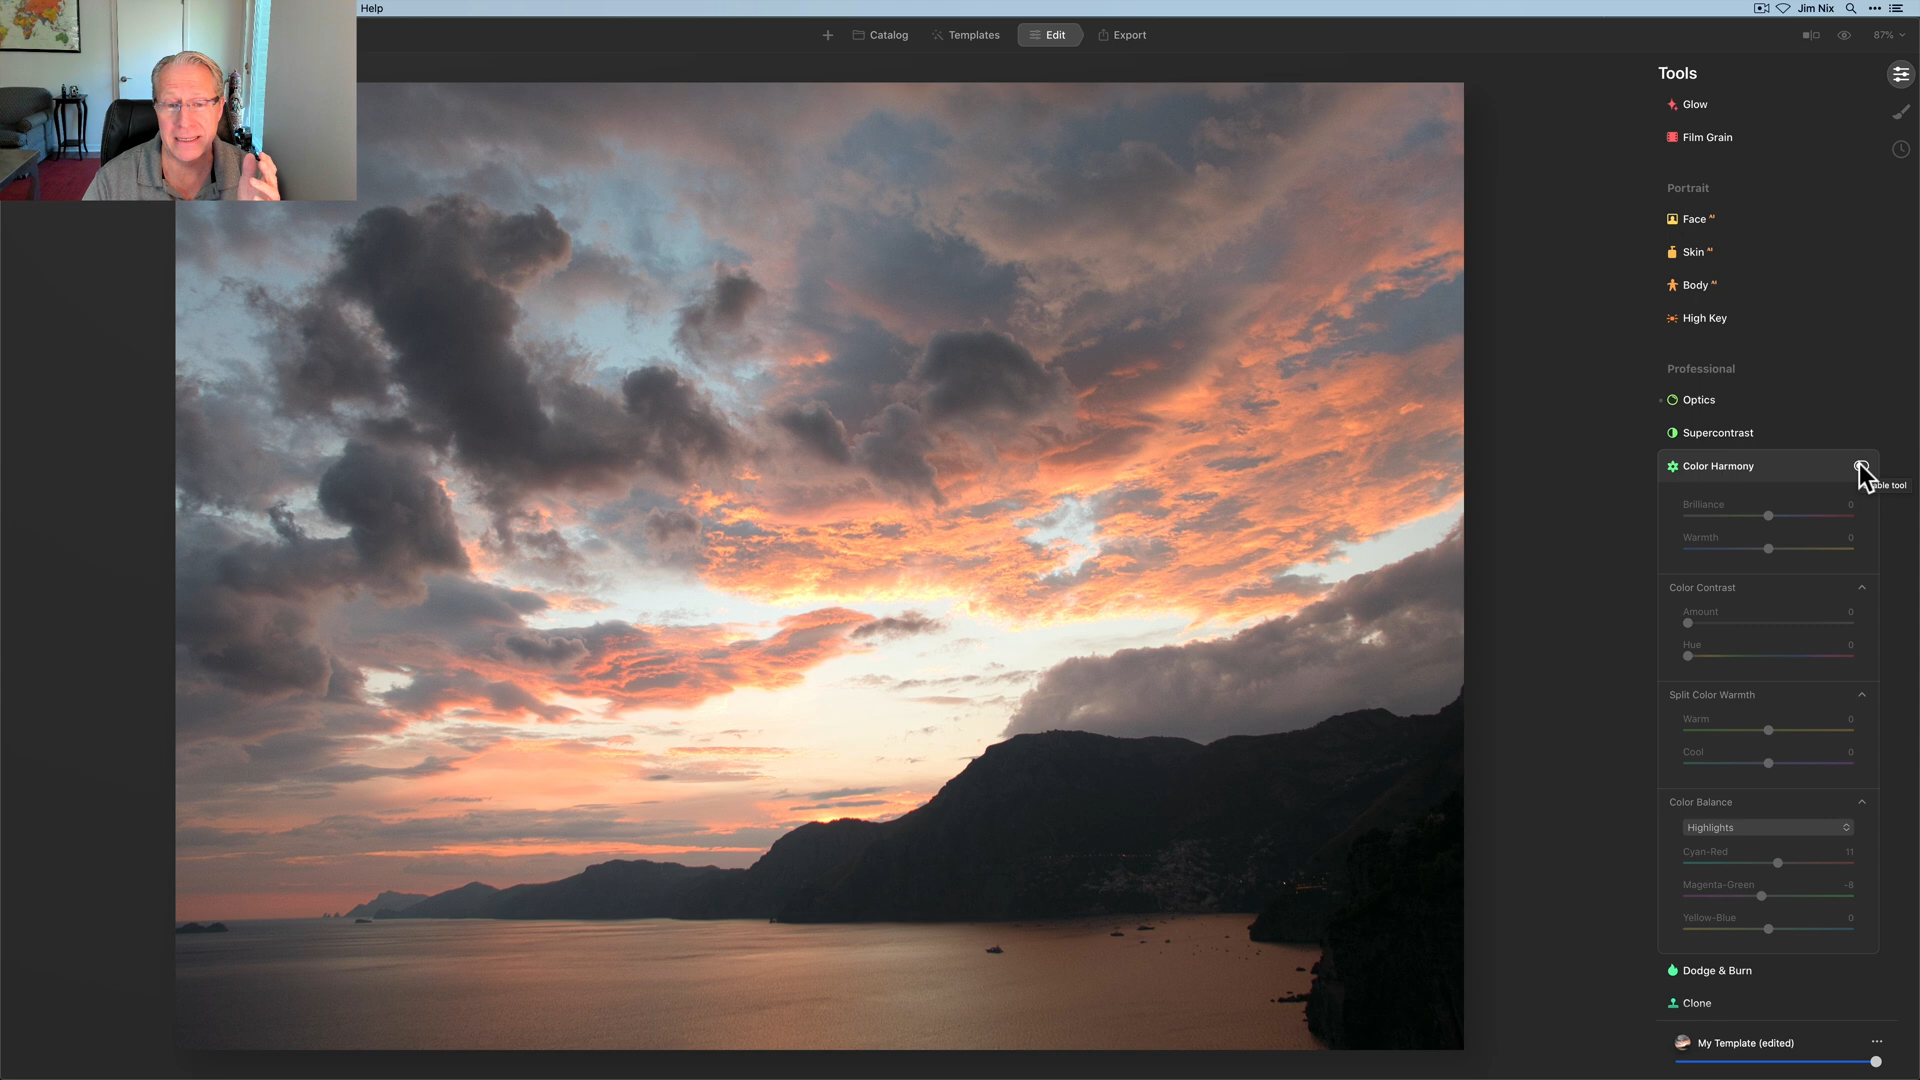 Help
Jim Nix
Catalog
Templates
Edit
Export
87%
Tools
Glow
Film Grain
Portrait
Face AI
Skin AI
Body AI
High Key
Professional
Optics
Supercontrast
Color Harmony
Brilliance 0
Warmth 0
Color Contrast
Amount 0
Hue 0
Split Color Warmth
Warm 0
Cool 0
Color Balance
Highlights
Cyan-Red 11
Magenta-Green -8
Yellow-Blue 0
Dodge & Burn
Clone
My Template (edited)